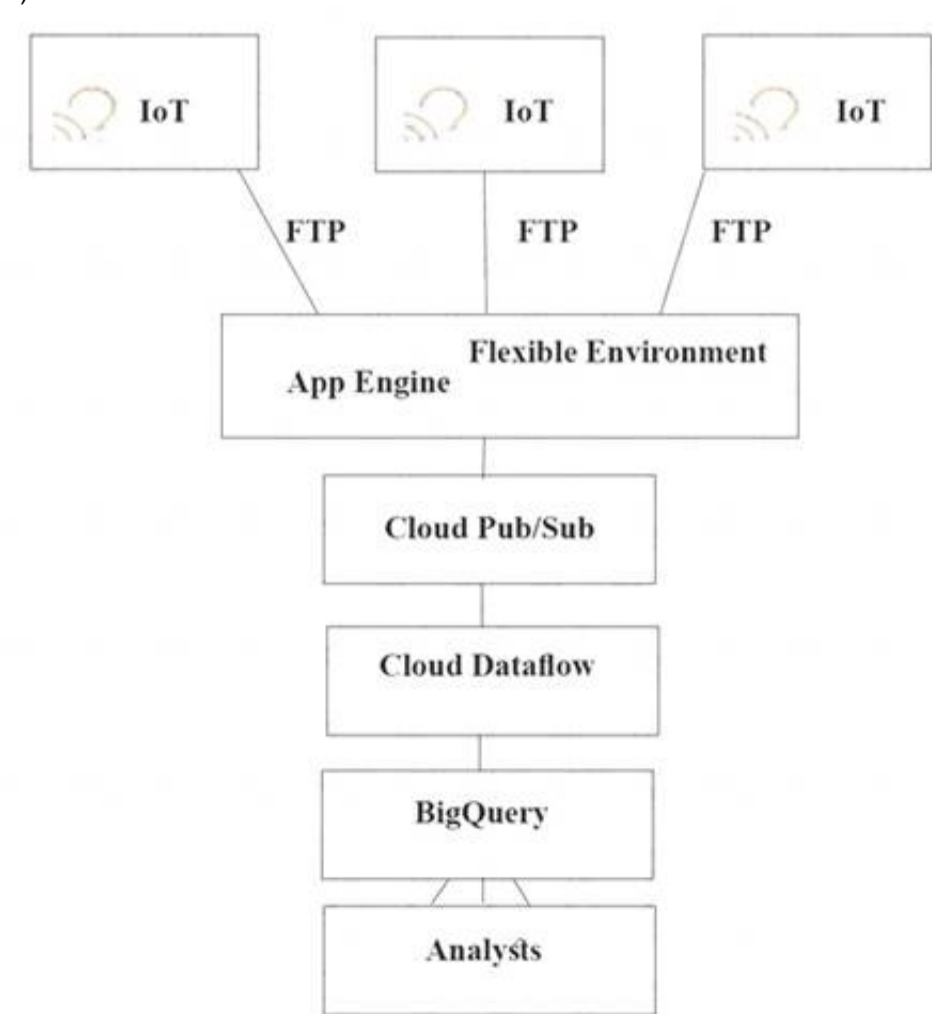 )
IoT
IoT
IoT
FTP
FTP
FTP
Flexible Environment
App Engine
Cloud Pub/Sub
Cloud Dataflow
BigQuery
Analysts